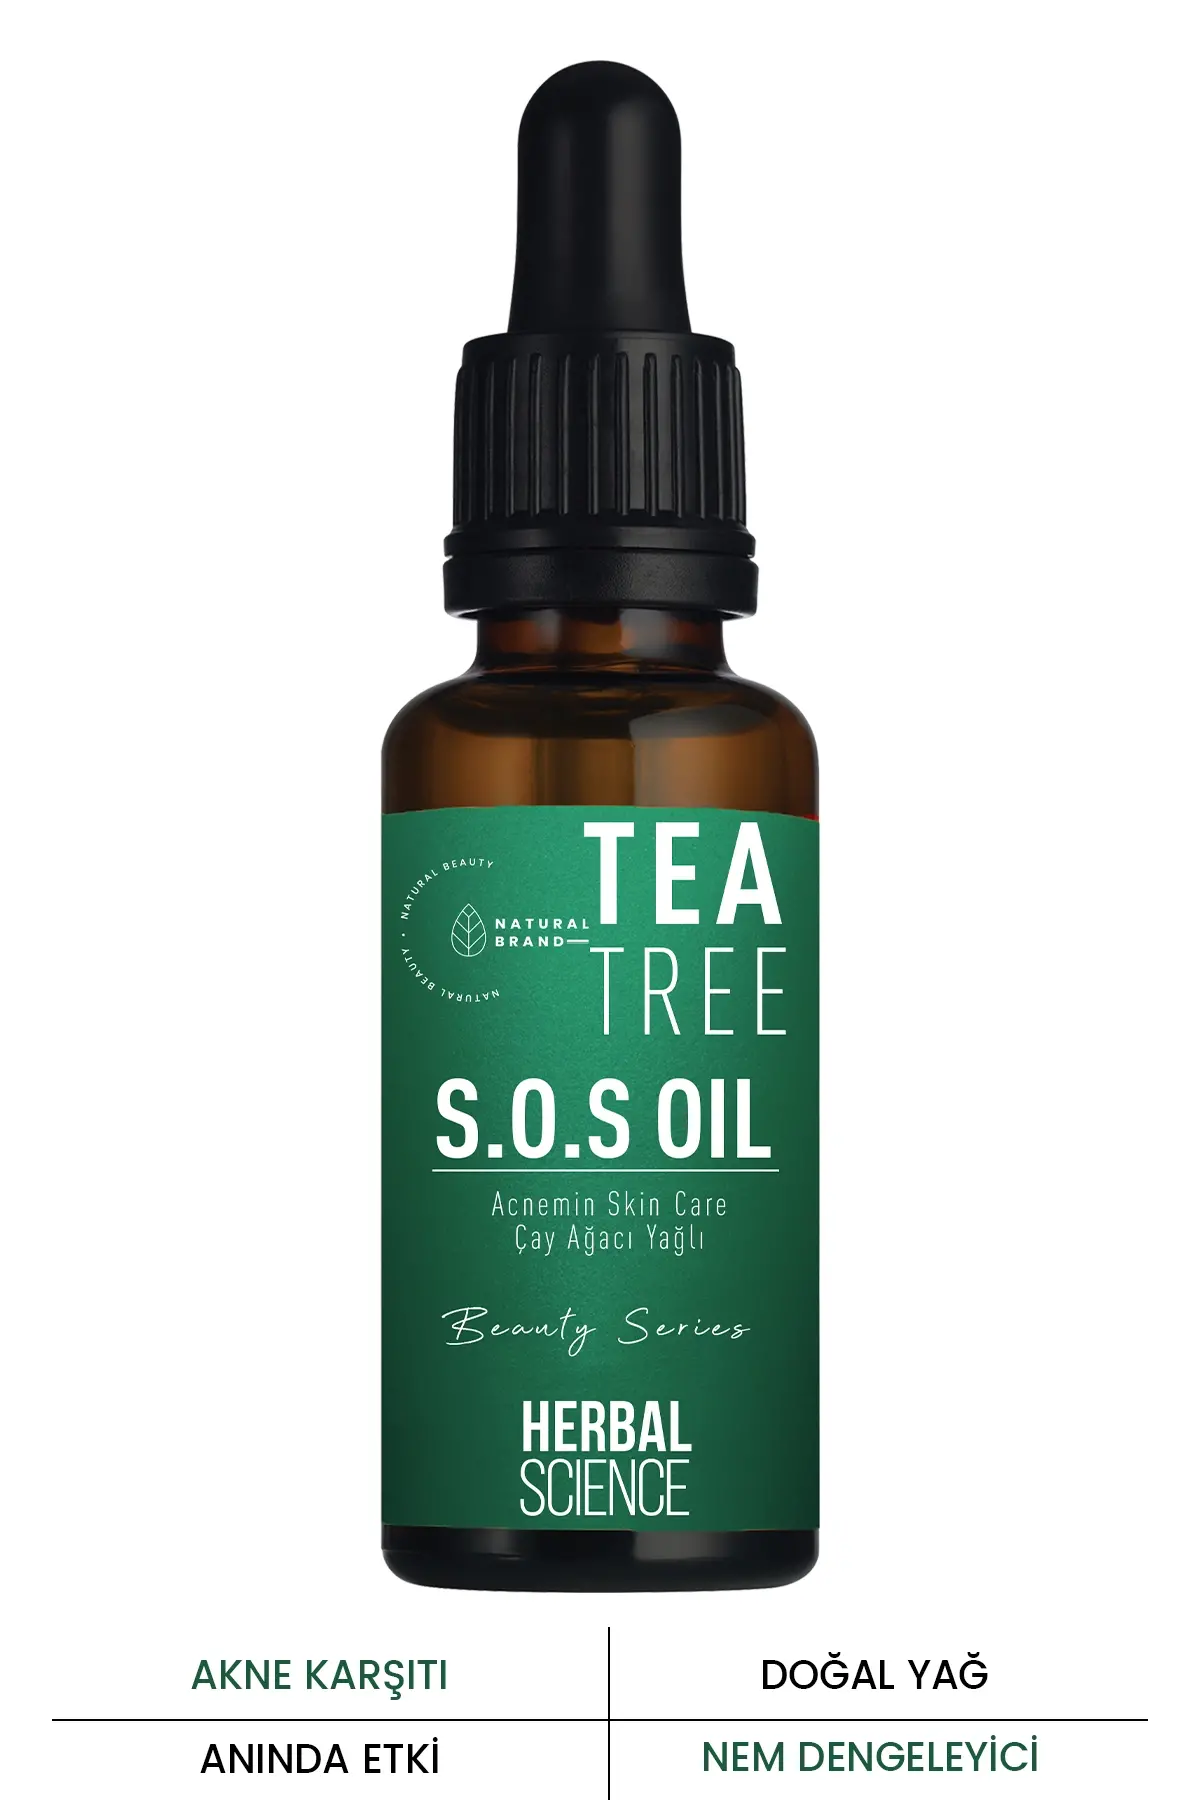 TEA
NATURAL BEAUTY • NATURAL BEAUTY
NATURAL
BRAND
TREE
S.O.S OIL
Acnemin Skin Care
Çay Ağacı Yağlı
Beauty Series
HERBAL
SCIENCE
AKNE KARŞITI
DOĞAL YAĞ
ANINDA ETKİ
NEM DENGELEYİCİ